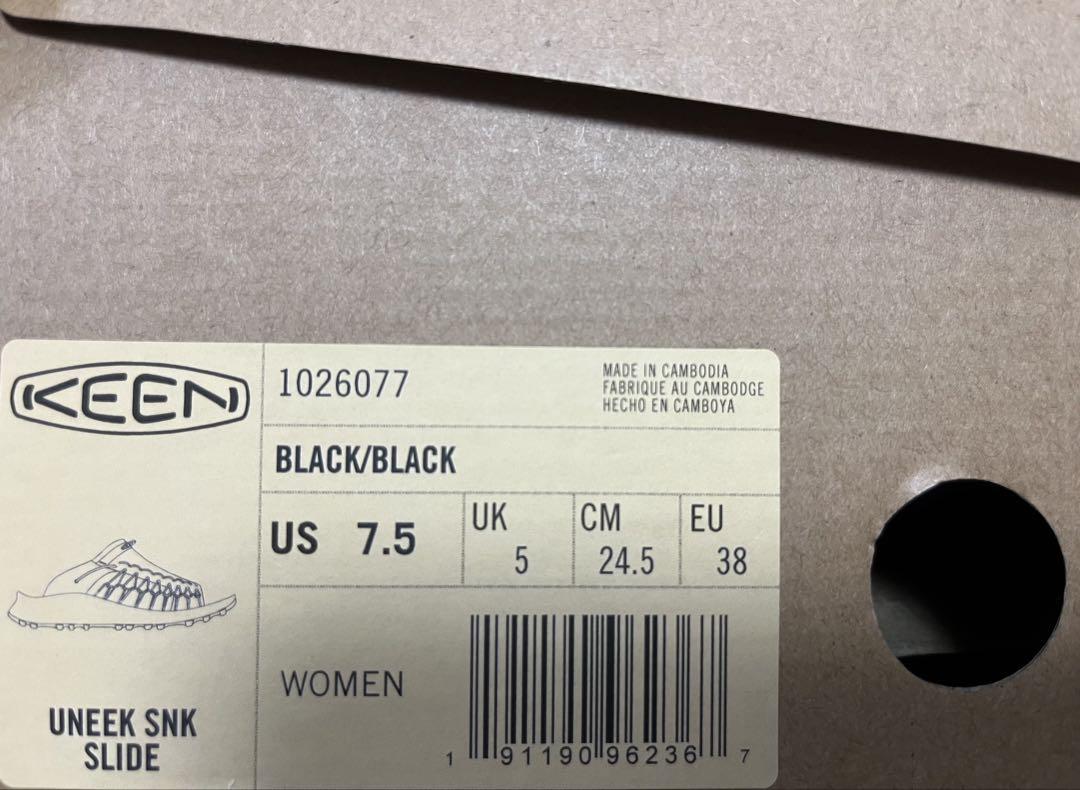 KEEN
1026077
MADE IN CAMBODIA
FABRIQUE AU CAMBODGE
HECHO EN CAMBOYA
BLACK/BLACK
US 7.5
UK 5
CM 24.5
EU 38
WOMEN
UNEEK SNK
SLIDE
1 91190 96236 7